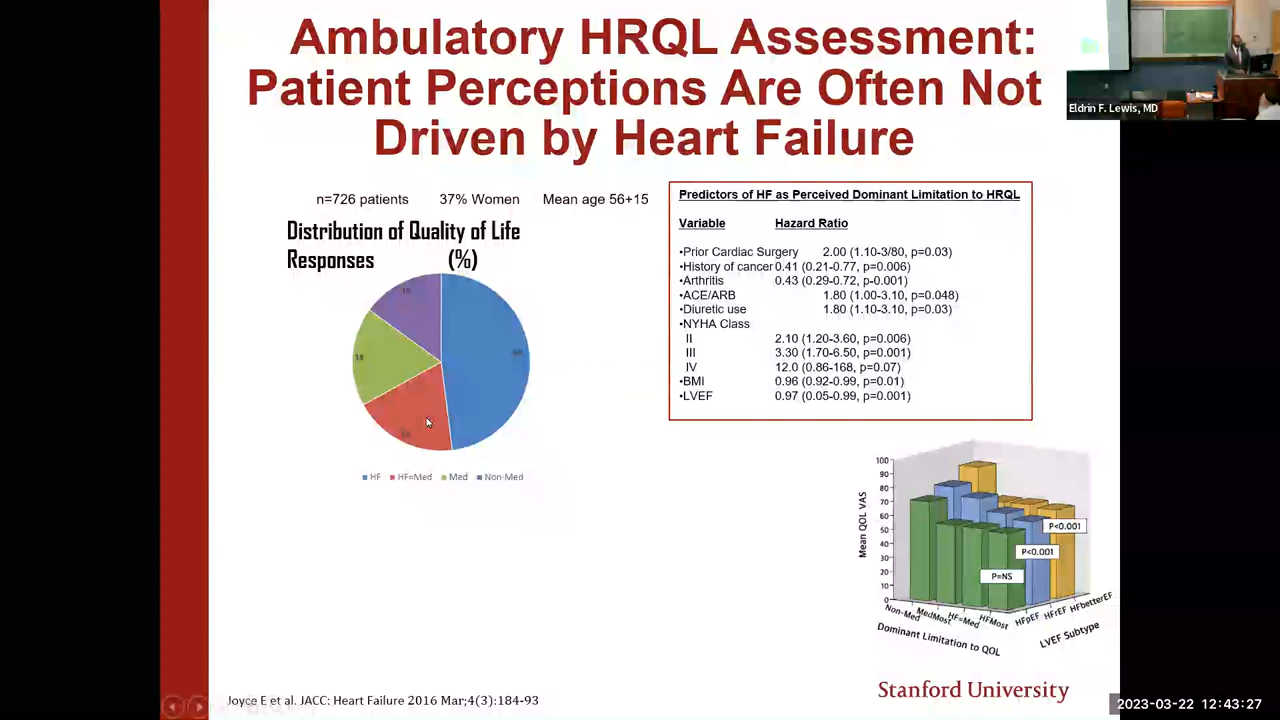 Ambulatory HRQL Assessment:
Patient Perceptions Are Often Not
Driven by Heart Failure
Eldrin F. Lewis, MD
n=726 patients 37% Women Mean age 56+15
Distribution of Quality of Life
Responses (%)
18
HF HF=Med Med Non-Med
Predictors of HF as Perceived Dominant Limitation to HRQL
Variable Hazard Ratio
•Prior Cardiac Surgery 2.00 (1.10-3/80, p=0.03)
•History of cancer 0.41 (0.21-0.77, p=0.006)
•Arthritis 0.43 (0.29-0.72, p-0.001)
•ACE/ARB 1.80 (1.00-3.10, p=0.048)
•Diuretic use 1.80 (1.10-3.10, p=0.03)
•NYHA Class
II 2.10 (1.20-3.60, p=0.006)
III 3.30 (1.70-6.50, p=0.001)
IV 12.0 (0.86-168, p=0.07)
•BMI 0.96 (0.92-0.99, p=0.01)
•LVEF 0.97 (0.05-0.99, p=0.001)
Mean QOL VAS
100
90
80
70
60
50
40
30
20
10
0
P<0.001
P<0.001
P=NS
Non-Med MedMost HF=Med HFMost
HFpEF HFrEF HFbetterEF
Dominant Limitation to QOL
LVEF Subtype
Joyce E et al. JACC: Heart Failure 2016 Mar;4(3):184-93
Stanford University
2023-03-22 12:43:27